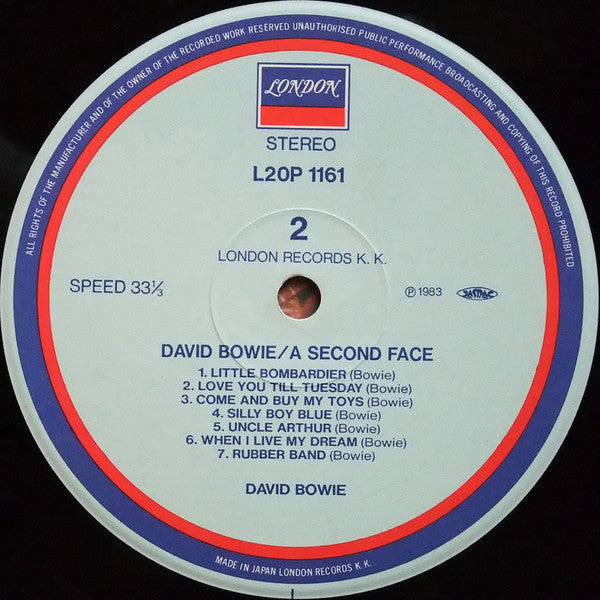 ALL RIGHTS OF THE MANUFACTURER AND OF THE OWNER OF THE RECORDED WORK RESERVED UNAUTHORISED PUBLIC PERFORMANCE BROADCASTING AND COPYING OF THIS RECORD PROHIBITED
LONDON
STEREO
L20P 1161
2
LONDON RECORDS K. K.
SPEED 33⅓
℗ 1983
DAVID BOWIE/A SECOND FACE
1. LITTLE BOMBARDIER (Bowie)
2. LOVE YOU TILL TUESDAY (Bowie)
3. COME AND BUY MY TOYS (Bowie)
4. SILLY BOY BLUE (Bowie)
5. UNCLE ARTHUR (Bowie)
6. WHEN I LIVE MY DREAM (Bowie)
7. RUBBER BAND (Bowie)
DAVID BOWIE
MADE IN JAPAN LONDON RECORDS K. K.